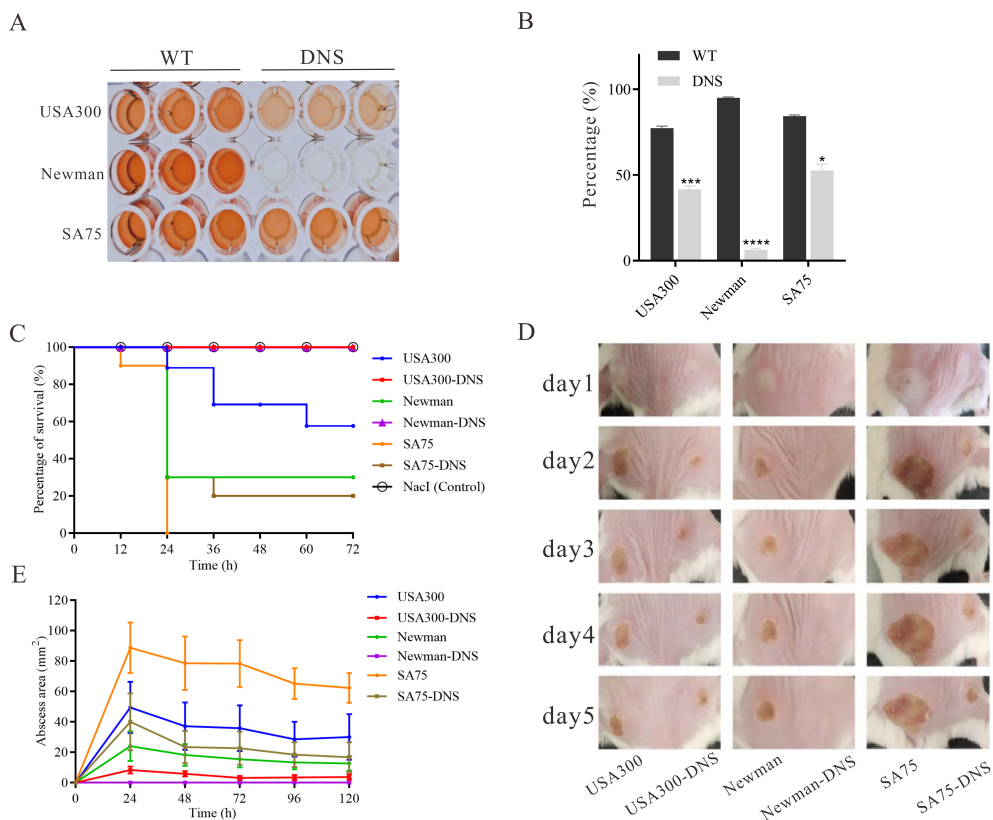 A
WT DNS
USA300
Newman
SA75
B
WT
DNS
Percentage (%)
100
50
0
***
****
*
USA300
Newman
SA75
C
Percentage of survival (%)
100
80
60
40
20
0
0 12 24 36 48 60 72
Time (h)
USA300
USA300-DNS
Newman
Newman-DNS
SA75
SA75-DNS
NacI (Control)
D
day1
day2
day3
day4
day5
USA300
USA300-DNS
Newman
Newman-DNS
SA75
SA75-DNS
E
Abscess area (mm²)
120
100
80
60
40
20
0
0 24 48 72 96 120
Time (h)
USA300
USA300-DNS
Newman
Newman-DNS
SA75
SA75-DNS